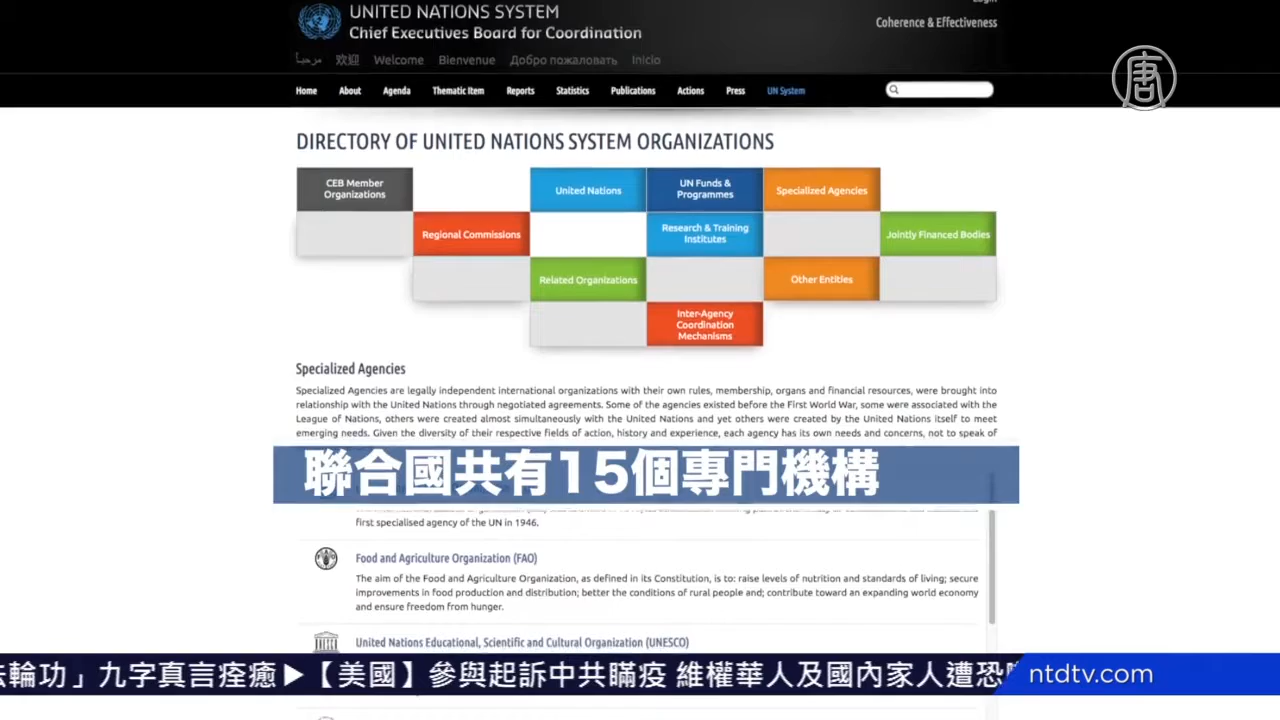 UNITED NATIONS SYSTEM
Chief Executives Board for Coordination
Coherence & Effectiveness
مرحباً 欢迎 Welcome Bienvenue Добро пожаловать Inicio
唐
Home About Agenda Thematic Item Reports Statistics Publications Actions Press UN System
DIRECTORY OF UNITED NATIONS SYSTEM ORGANIZATIONS
CEB Member
Organizations
United Nations
UN Funds &
Programmes
Specialized Agencies
Regional Commissions
Research & Training
Institutes
Jointly Financed Bodies
Related Organizations
Other Entities
Inter-Agency
Coordination
Mechanisms
Specialized Agencies
Specialized Agencies are legally independent international organizations with their own rules, membership, organs and financial resources, were brought into
relationship with the United Nations through negotiated agreements. Some of the agencies existed before the First World War, some were associated with the
League of Nations, others were created almost simultaneously with the United Nations and yet others were created by the United Nations itself to meet
emerging needs. Given the diversity of their respective fields of action, history and experience, each agency has its own needs and concerns, not to speak of
聯合國共有15個專門機構
first specialised agency of the UN in 1946.
Food and Agriculture Organization (FAO)
The aim of the Food and Agriculture Organization, as defined in its Constitution, is to: raise levels of nutrition and standards of living; secure
improvements in food production and distribution; better the conditions of rural people and; contribute toward an expanding world economy
and ensure freedom from hunger.
United Nations Educational, Scientific and Cultural Organization (UNESCO)
輪功」九字真言痊癒▶【美國】參與起訴中共瞞疫 維權華人及國內家人遭恐
ntdtv.com